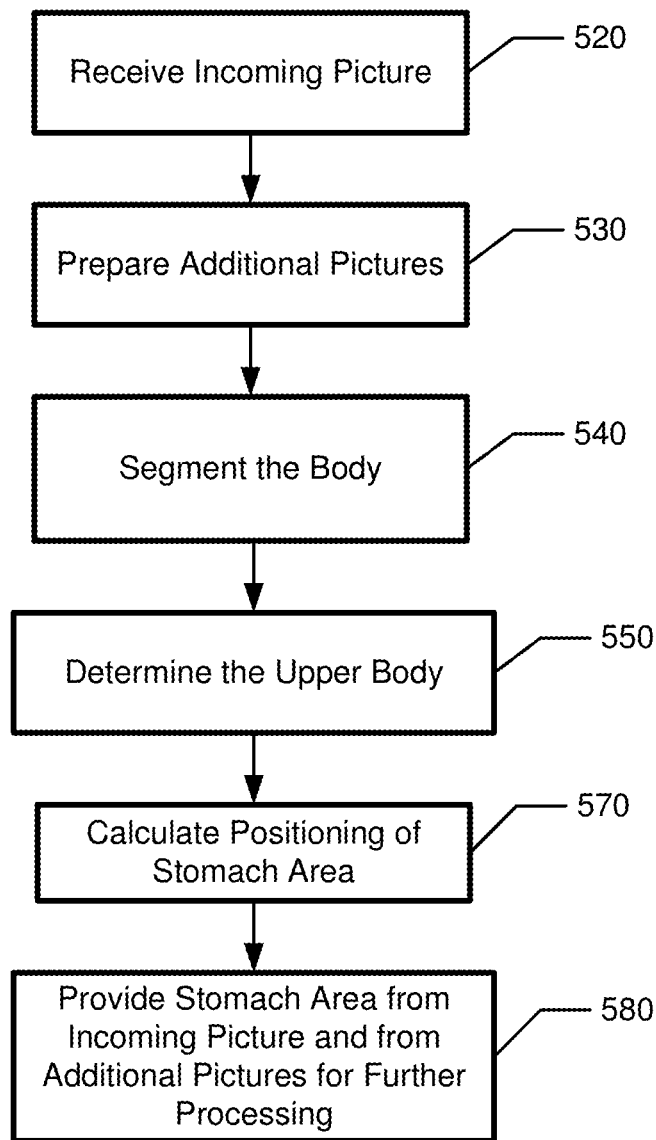 Receive Incoming Picture
520
Prepare Additional Pictures
530
Segment the Body
540
Determine the Upper Body
550
Calculate Positioning of
Stomach Area
570
Provide Stomach Area from
Incoming Picture and from
Additional Pictures for Further
Processing
580